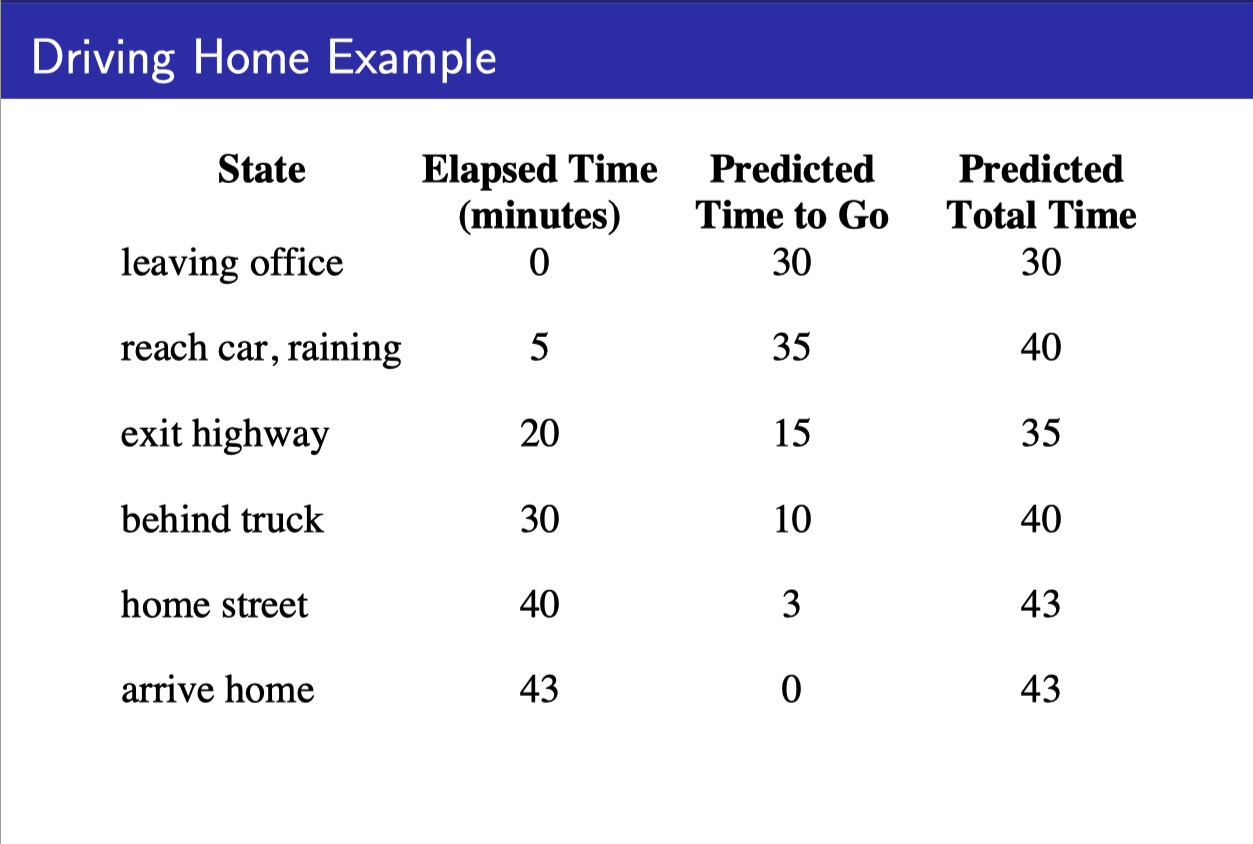 Driving Home Example
State Elapsed Time Predicted Predicted
(minutes) Time to Go Total Time
leaving office 0 30 30
reach car, raining 5 35 40
exit highway 20 15 35
behind truck 30 10 40
home street 40 3 43
arrive home 43 0 43